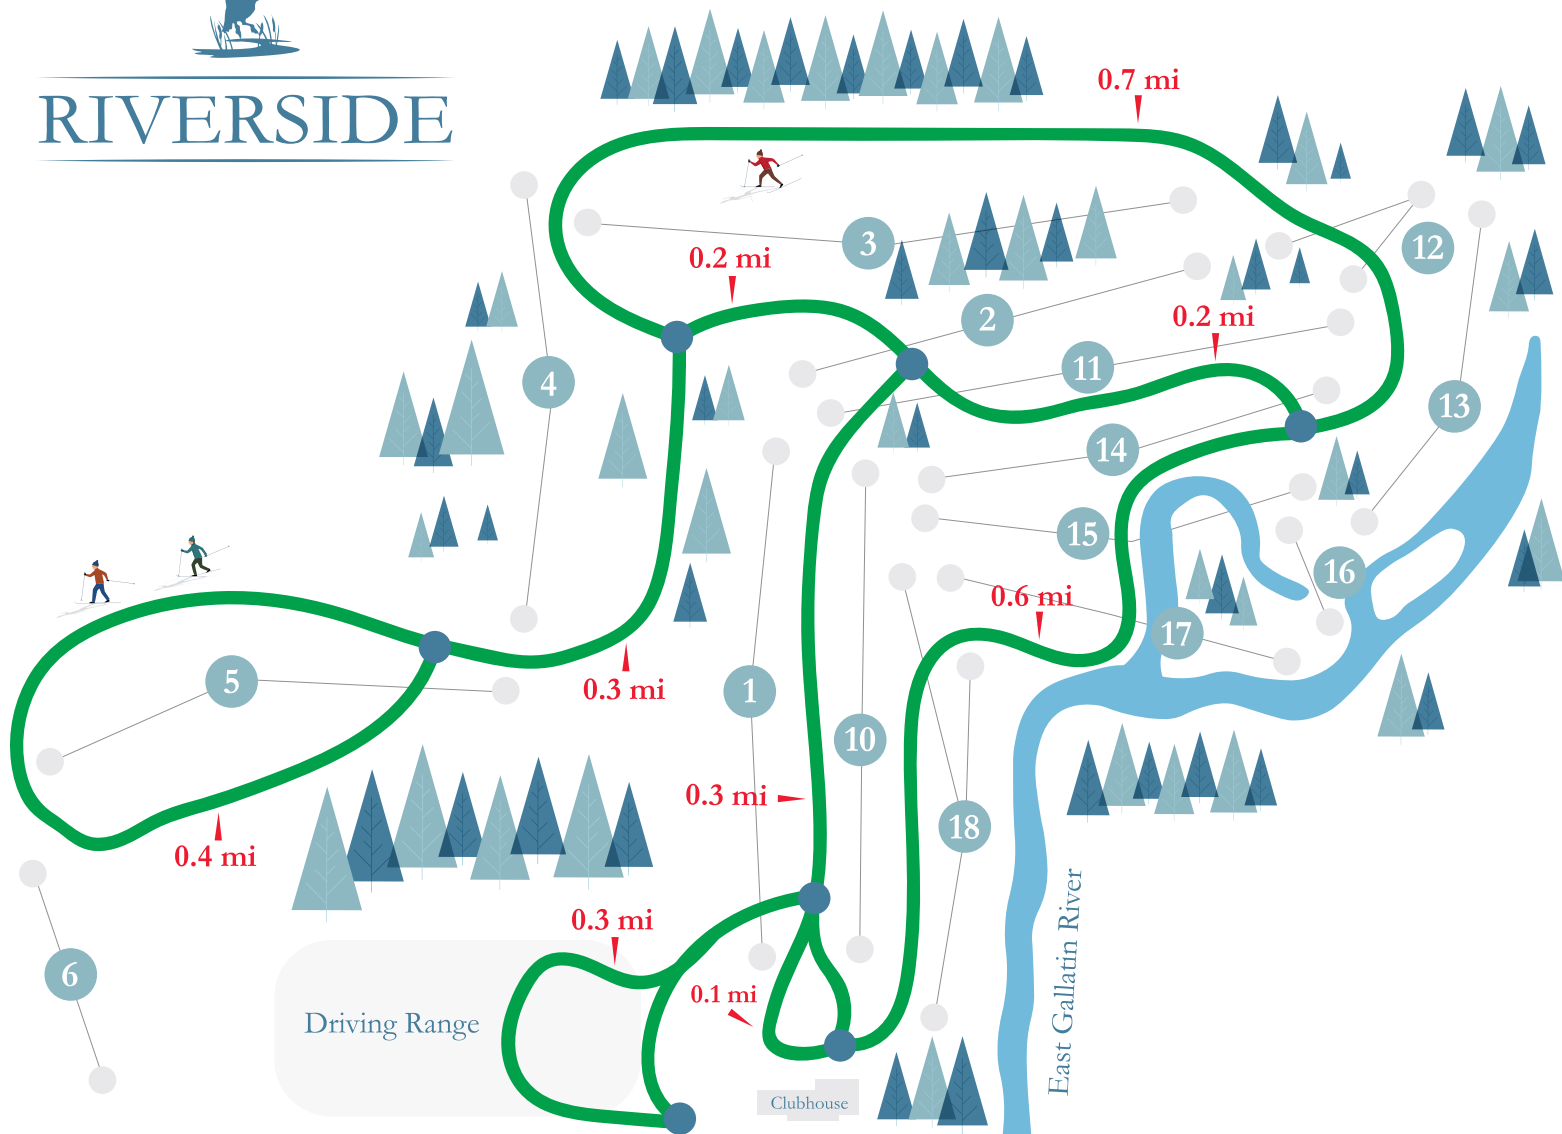 RIVERSIDE
0.7 mi
3
12
0.2 mi
2
0.2 mi
11
4
13
14
15
16
0.6 mi
17
5
0.3 mi
1
10
0.3 mi
18
0.4 mi
0.3 mi
6
0.1 mi
Driving Range
East Gallatin River
Clubhouse